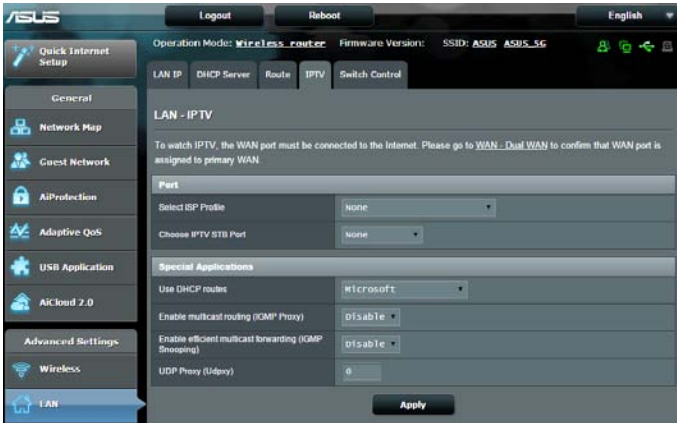 ASUS
Logout
Reboot
English
Quick Internet Setup
Operation Mode: Wireless router Firmware Version: SSID: ASUS ASUS_5G
LAN IP
DHCP Server
Route
IPTV
Switch Control
General
Network Map
Guest Network
AiProtection
Adaptive QoS
USB Application
AiCloud 2.0
Advanced Settings
Wireless
LAN
LAN - IPTV
To watch IPTV, the WAN port must be connected to the Internet. Please go to WAN - Dual WAN to confirm that WAN port is
assigned to primary WAN.
Port
Select ISP Profile None
Choose IPTV STB Port None
Special Applications
Use DHCP routes Microsoft
Enable multicast routing (IGMP Proxy) Disable
Enable efficient multicast forwarding (IGMP
Snooping) Disable
UDP Proxy (Udpxy) 0
Apply